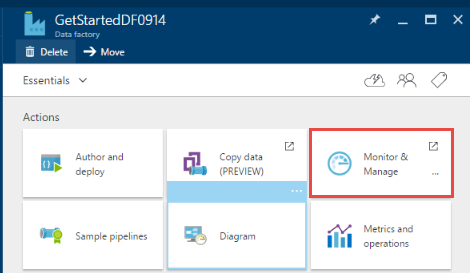 GetStartedDF0914
Data factory
Delete
Move
Essentials
Actions
Author and
deploy
Copy data
(PREVIEW)
Monitor &
Manage
...
...
Sample pipelines
Diagram
Metrics and
operations